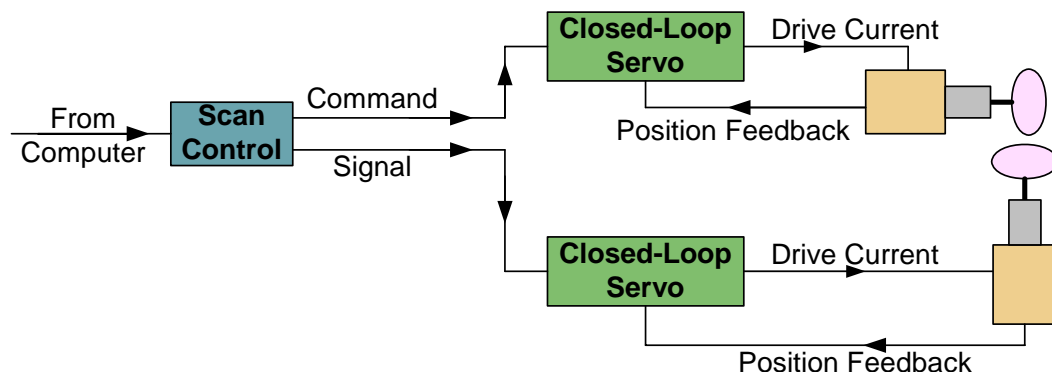 From
Computer
Scan
Control
Command
Signal
Closed-Loop
Servo
Drive Current
Position Feedback
Closed-Loop
Servo
Drive Current
Position Feedback